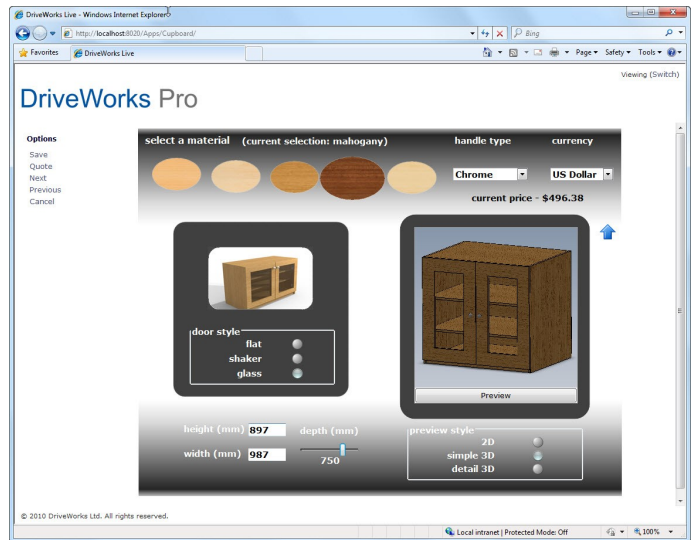 DriveWorks Live - Windows Internet Explorer
http://localhost:8020/Apps/Cupboard/
Bing
Favorites
DriveWorks Live
Page
Safety
Tools
Viewing (Switch)
DriveWorks Pro
Options
Save
Quote
Next
Previous
Cancel
select a material (current selection: mahogany)
handle type
currency
Chrome
US Dollar
current price - $496.38
door style
flat
shaker
glass
Preview
height (mm) 897
depth (mm)
width (mm) 987
750
preview style
2D
simple 3D
detail 3D
© 2010 DriveWorks Ltd. All rights reserved.
Local intranet | Protected Mode: Off
100%